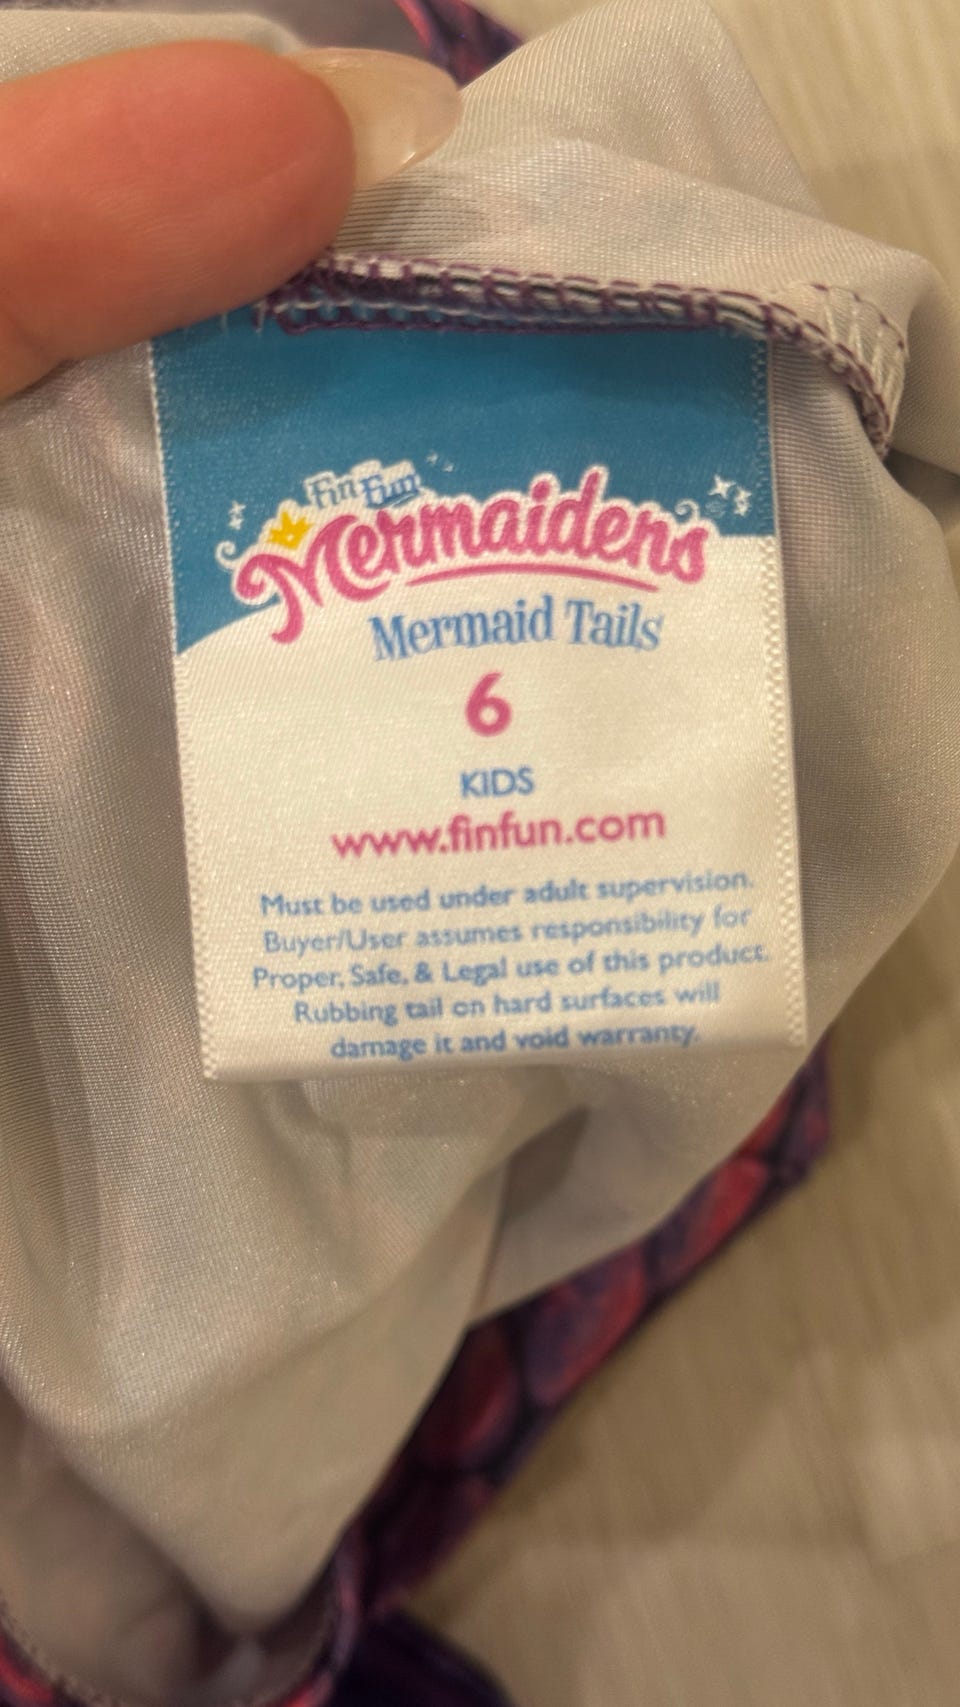 Fin Fun
Mermaidens
Mermaid Tails
6
KIDS
www.finfun.com
Must be used under adult supervision.
Buyer/User assumes responsibility for
Proper, Safe, & Legal use of this product.
Rubbing tail on hard surfaces will
damage it and void warranty.